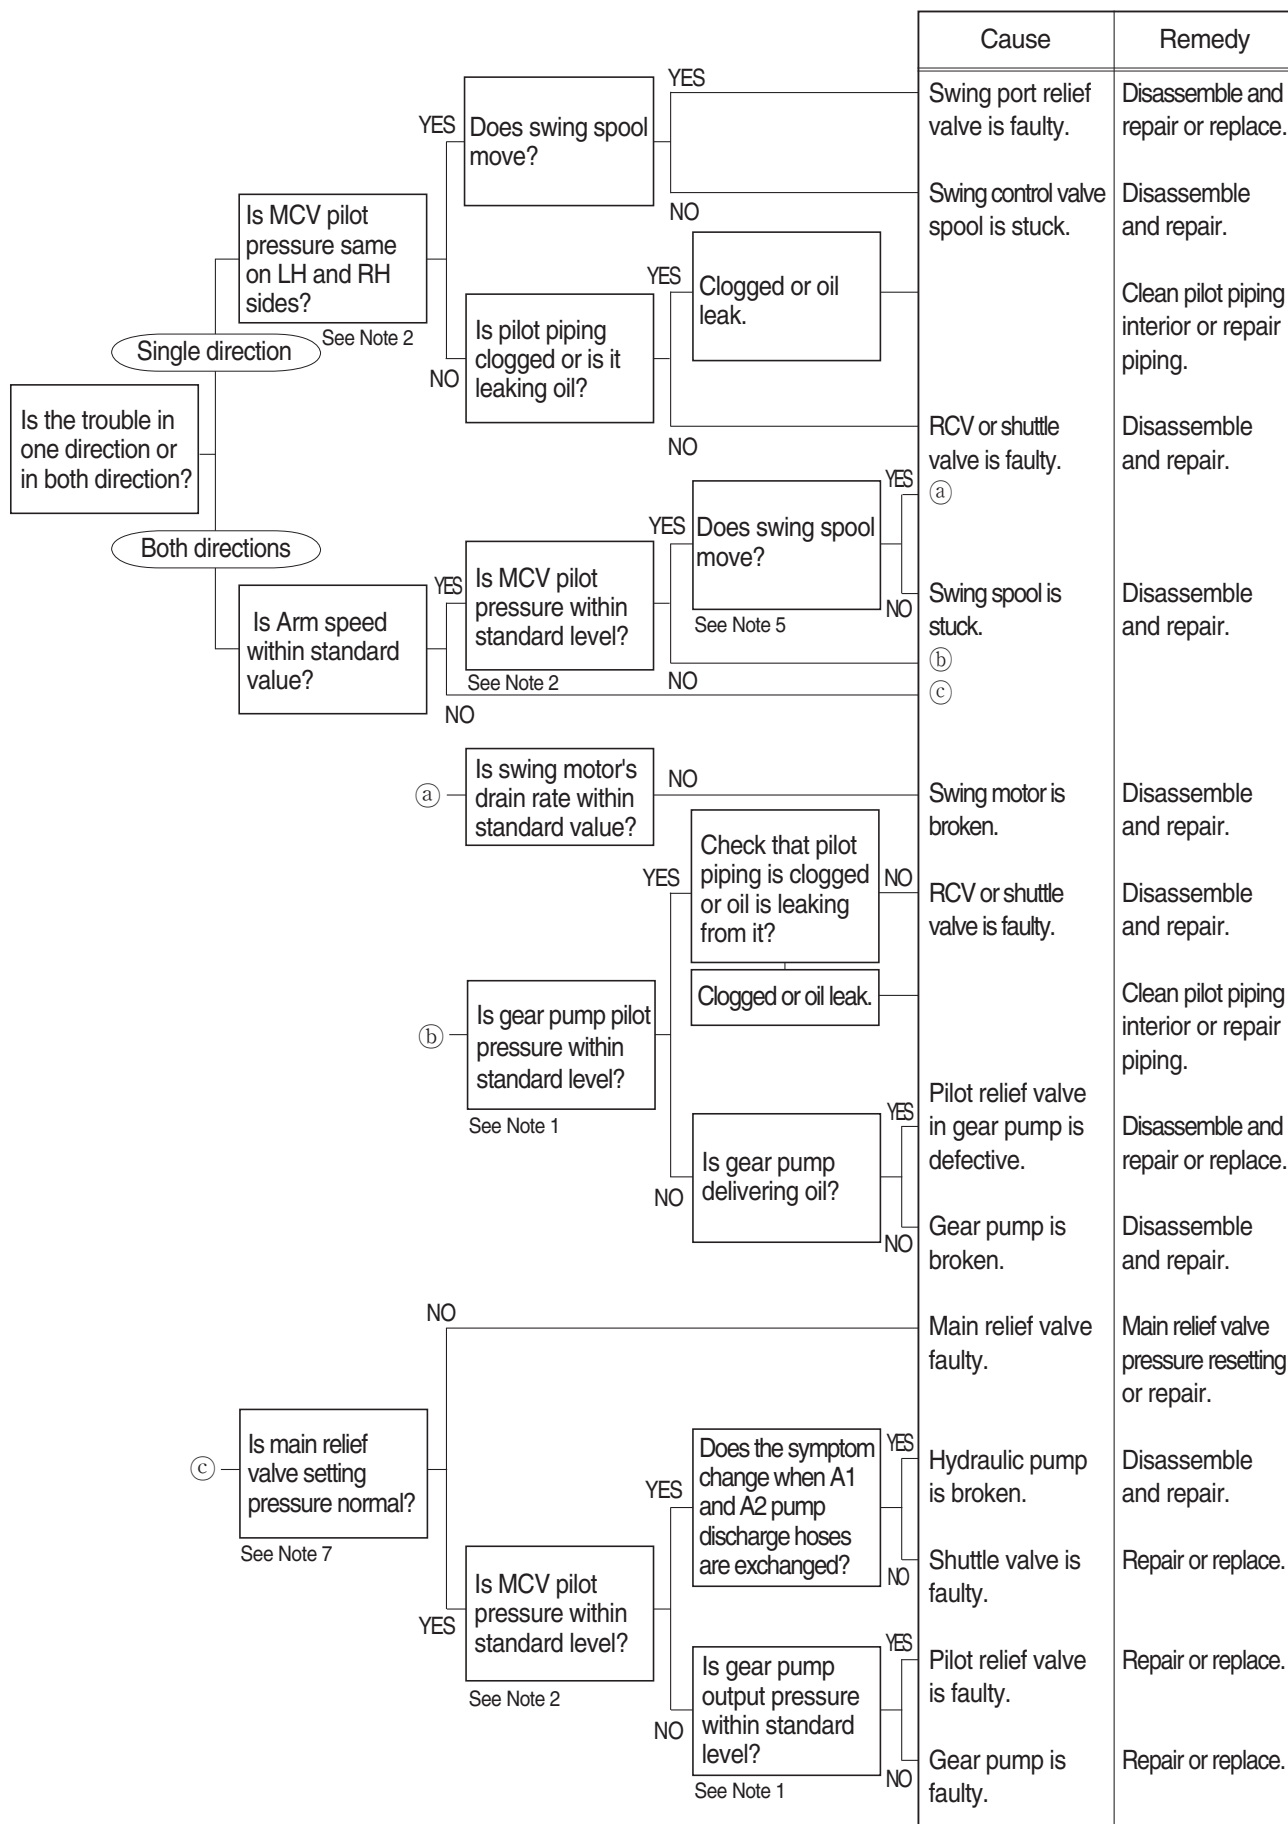 Cause
Remedy
YES
Swing port relief
valve is faulty.
Disassemble and
repair or replace.
YES
Does swing spool
move?
NO
Swing control valve
spool is stuck.
Disassemble
and repair.
Is MCV pilot
pressure same
on LH and RH
sides?
See Note 2
YES
Clogged or oil
leak.
Clean pilot piping
interior or repair
piping.
NO
Is pilot piping
clogged or is it
leaking oil?
Single direction
NO
RCV or shuttle
valve is faulty.
Disassemble
and repair.
Is the trouble in
one direction or
in both direction?
Both directions
YES
ⓐ
YES
Does swing spool
move?
See Note 5
NO
Swing spool is
stuck.
Disassemble
and repair.
YES
Is MCV pilot
pressure within
standard level?
See Note 2
NO
ⓑ
Is Arm speed
within standard
value?
NO
ⓒ
ⓐ
Is swing motor's
drain rate within
standard value?
NO
Swing motor is
broken.
Disassemble
and repair.
YES
Check that pilot
piping is clogged
or oil is leaking
from it?
NO
RCV or shuttle
valve is faulty.
Disassemble
and repair.
Clogged or oil leak.
Clean pilot piping
interior or repair
piping.
ⓑ
Is gear pump pilot
pressure within
standard level?
See Note 1
NO
Is gear pump
delivering oil?
YES
Pilot relief valve
in gear pump is
defective.
Disassemble and
repair or replace.
NO
Gear pump is
broken.
Disassemble
and repair.
NO
Main relief valve
faulty.
Main relief valve
pressure resetting
or repair.
ⓒ
Is main relief
valve setting
pressure normal?
See Note 7
YES
Does the symptom
change when A1
and A2 pump
discharge hoses
are exchanged?
YES
Hydraulic pump
is broken.
Disassemble
and repair.
NO
Shuttle valve is
faulty.
Repair or replace.
YES
Is MCV pilot
pressure within
standard level?
See Note 2
NO
Is gear pump
output pressure
within standard
level?
See Note 1
YES
Pilot relief valve
is faulty.
Repair or replace.
NO
Gear pump is
faulty.
Repair or replace.